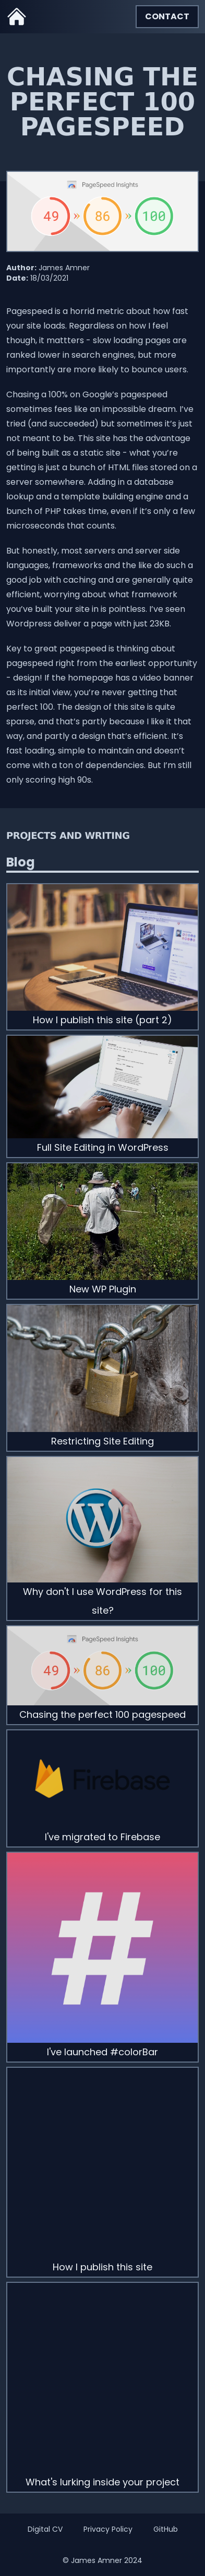 CONTACT
CHASING THE
PERFECT 100
PAGESPEED
PageSpeed Insights
49 » 86 » 100
Author: James Amner
Date: 18/03/2021
Pagespeed is a horrid metric about how fast
your site loads. Regardless on how I feel
though, it mattters - slow loading pages are
ranked lower in search engines, but more
importantly are more likely to bounce users.
Chasing a 100% on Google's pagespeed
sometimes fees like an impossible dream. I've
tried (and succeeded) but sometimes it's just
not meant to be. This site has the advantage
of being built as a static site - what you're
getting is just a bunch of HTML files stored on a
server somewhere. Adding in a database
lookup and a template building engine and a
bunch of PHP takes time, even if it's only a few
microseconds that counts.
But honestly, most servers and server side
languages, frameworks and the like do such a
good job with caching and are generally quite
efficient, worrying about what framework
you've built your site in is pointless. I've seen
Wordpress deliver a page with just 23KB.
Key to great pagespeed is thinking about
pagespeed right from the earliest opportunity
- design! If the homepage has a video banner
as its initial view, you're never getting that
perfect 100. The design of this site is quite
sparse, and that's partly because I like it that
way, and partly a design that's efficient. It's
fast loading, simple to maintain and doesn't
come with a ton of dependencies. But I'm still
only scoring high 90s.
PROJECTS AND WRITING
Blog
How I publish this site (part 2)
Full Site Editing in WordPress
New WP Plugin
Restricting Site Editing
Why don't I use WordPress for this
site?
PageSpeed Insights
49 » 86 » 100
Chasing the perfect 100 pagespeed
Firebase
I've migrated to Firebase
#
I've launched #colorBar
How I publish this site
What's lurking inside your project
Digital CV Privacy Policy GitHub
© James Amner 2024